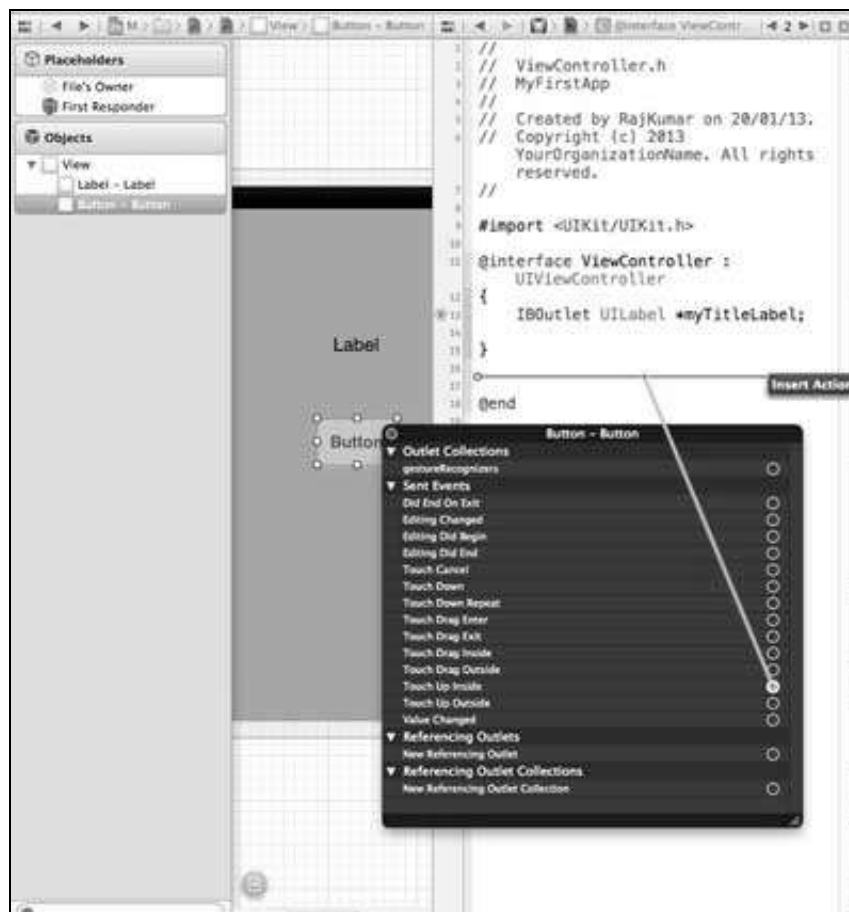 M
View
Button - Button
@interface ViewContr...
2
Placeholders
File's Owner
First Responder
Objects
View
Label - Label
Button - Button
//
// ViewController.h
// MyFirstApp
//
// Created by RajKumar on 20/01/13.
// Copyright (c) 2013
YourOrganizationName. All rights
reserved.
//
#import <UIKit/UIKit.h>
@interface ViewController :
UIViewController
{
IBOutlet UILabel *myTitleLabel;
}
@end
Insert Action
Label
Button
Button - Button
Outlet Collections
gestureRecognizers
Sent Events
Did End On Exit
Editing Changed
Editing Did Begin
Editing Did End
Touch Cancel
Touch Down
Touch Down Repeat
Touch Drag Enter
Touch Drag Exit
Touch Drag Inside
Touch Drag Outside
Touch Up Inside
Touch Up Outside
Value Changed
Referencing Outlets
New Referencing Outlet
Referencing Outlet Collections
New Referencing Outlet Collection